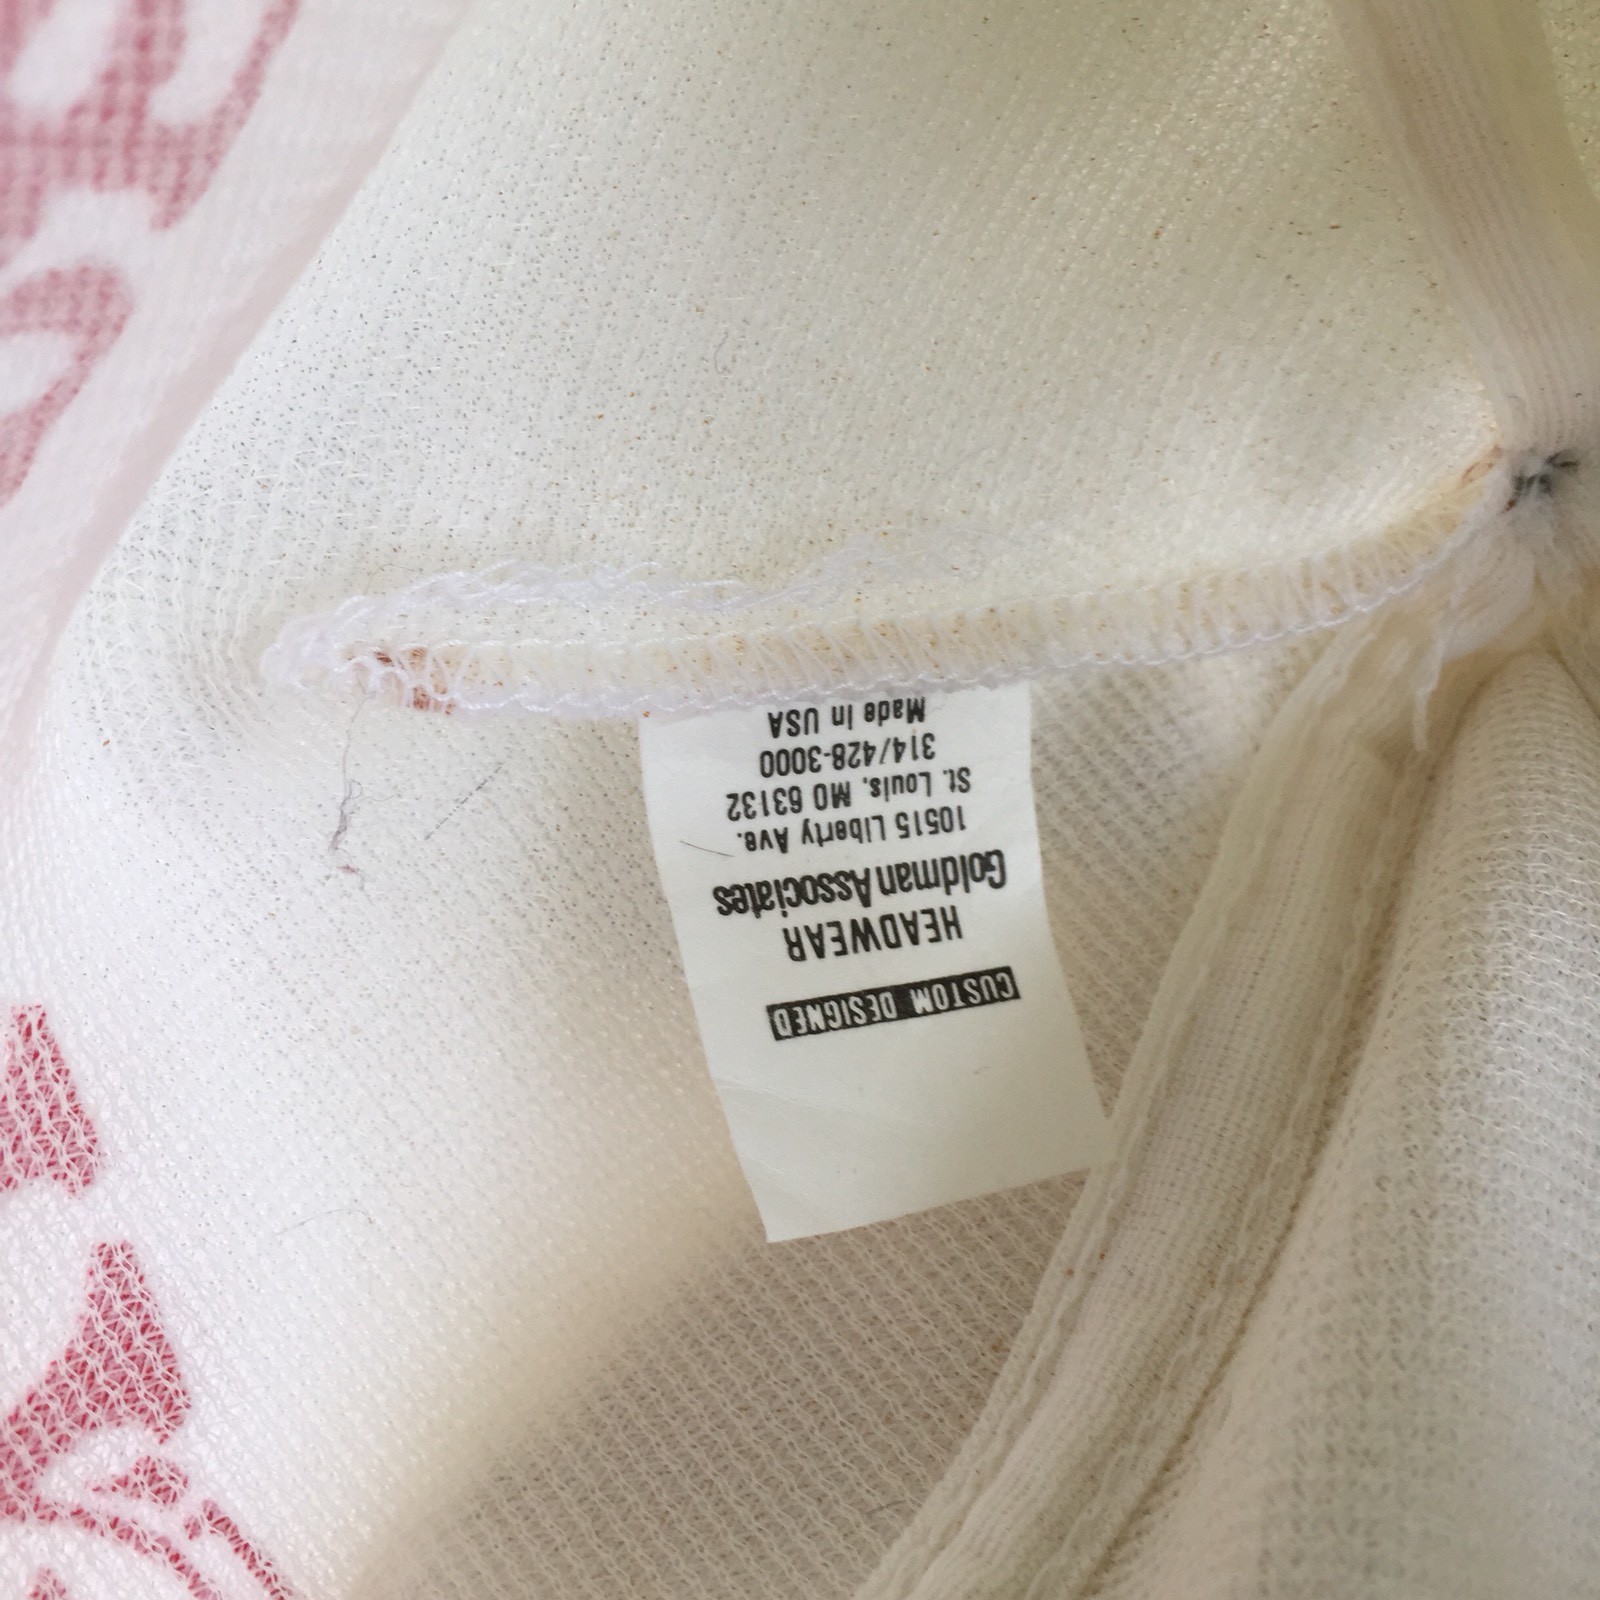 CUSTOM DESIGNED
HEADWEAR
Goldman Associates
10515 Liberty Ave.
St. Louis, MO 63132
314/428-3000
Made In USA